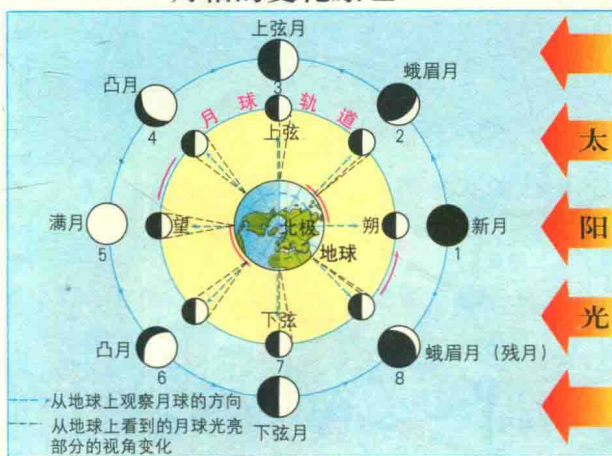 上弦月
3
凸月
4
蛾眉月
2
月球轨道
上弦
太
满月
5
望
北极
地球
朔
新月
1
阳
凸月
6
下弦
7
下弦月
蛾眉月（残月）
8
光
从地球上观察月球的方向
从地球上看到的月球光亮
部分的视角变化